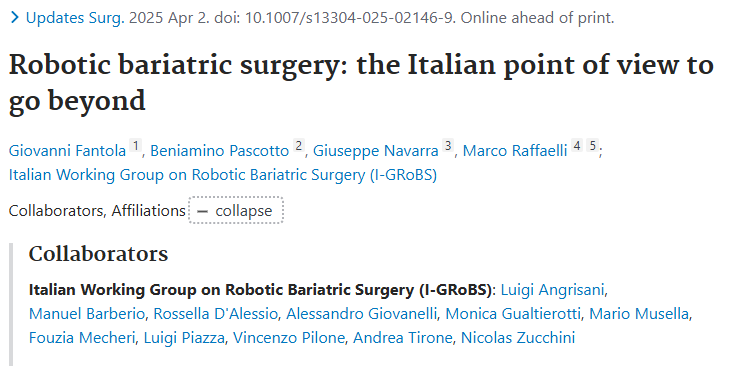 Updates Surg. 2025 Apr 2. doi: 10.1007/s13304-025-02146-9. Online ahead of print.
Robotic bariatric surgery: the Italian point of view to
go beyond
Giovanni Fantola 1, Beniamino Pascotto 2, Giuseppe Navarra 3, Marco Raffaelli 4 5;
Italian Working Group on Robotic Bariatric Surgery (I-GRoBS)
Collaborators, Affiliations − collapse
Collaborators
Italian Working Group on Robotic Bariatric Surgery (I-GRoBS): Luigi Angrisani,
Manuel Barberio, Rossella D'Alessio, Alessandro Giovanelli, Monica Gualtierotti, Mario Musella,
Fouzia Mecheri, Luigi Piazza, Vincenzo Pilone, Andrea Tirone, Nicolas Zucchini